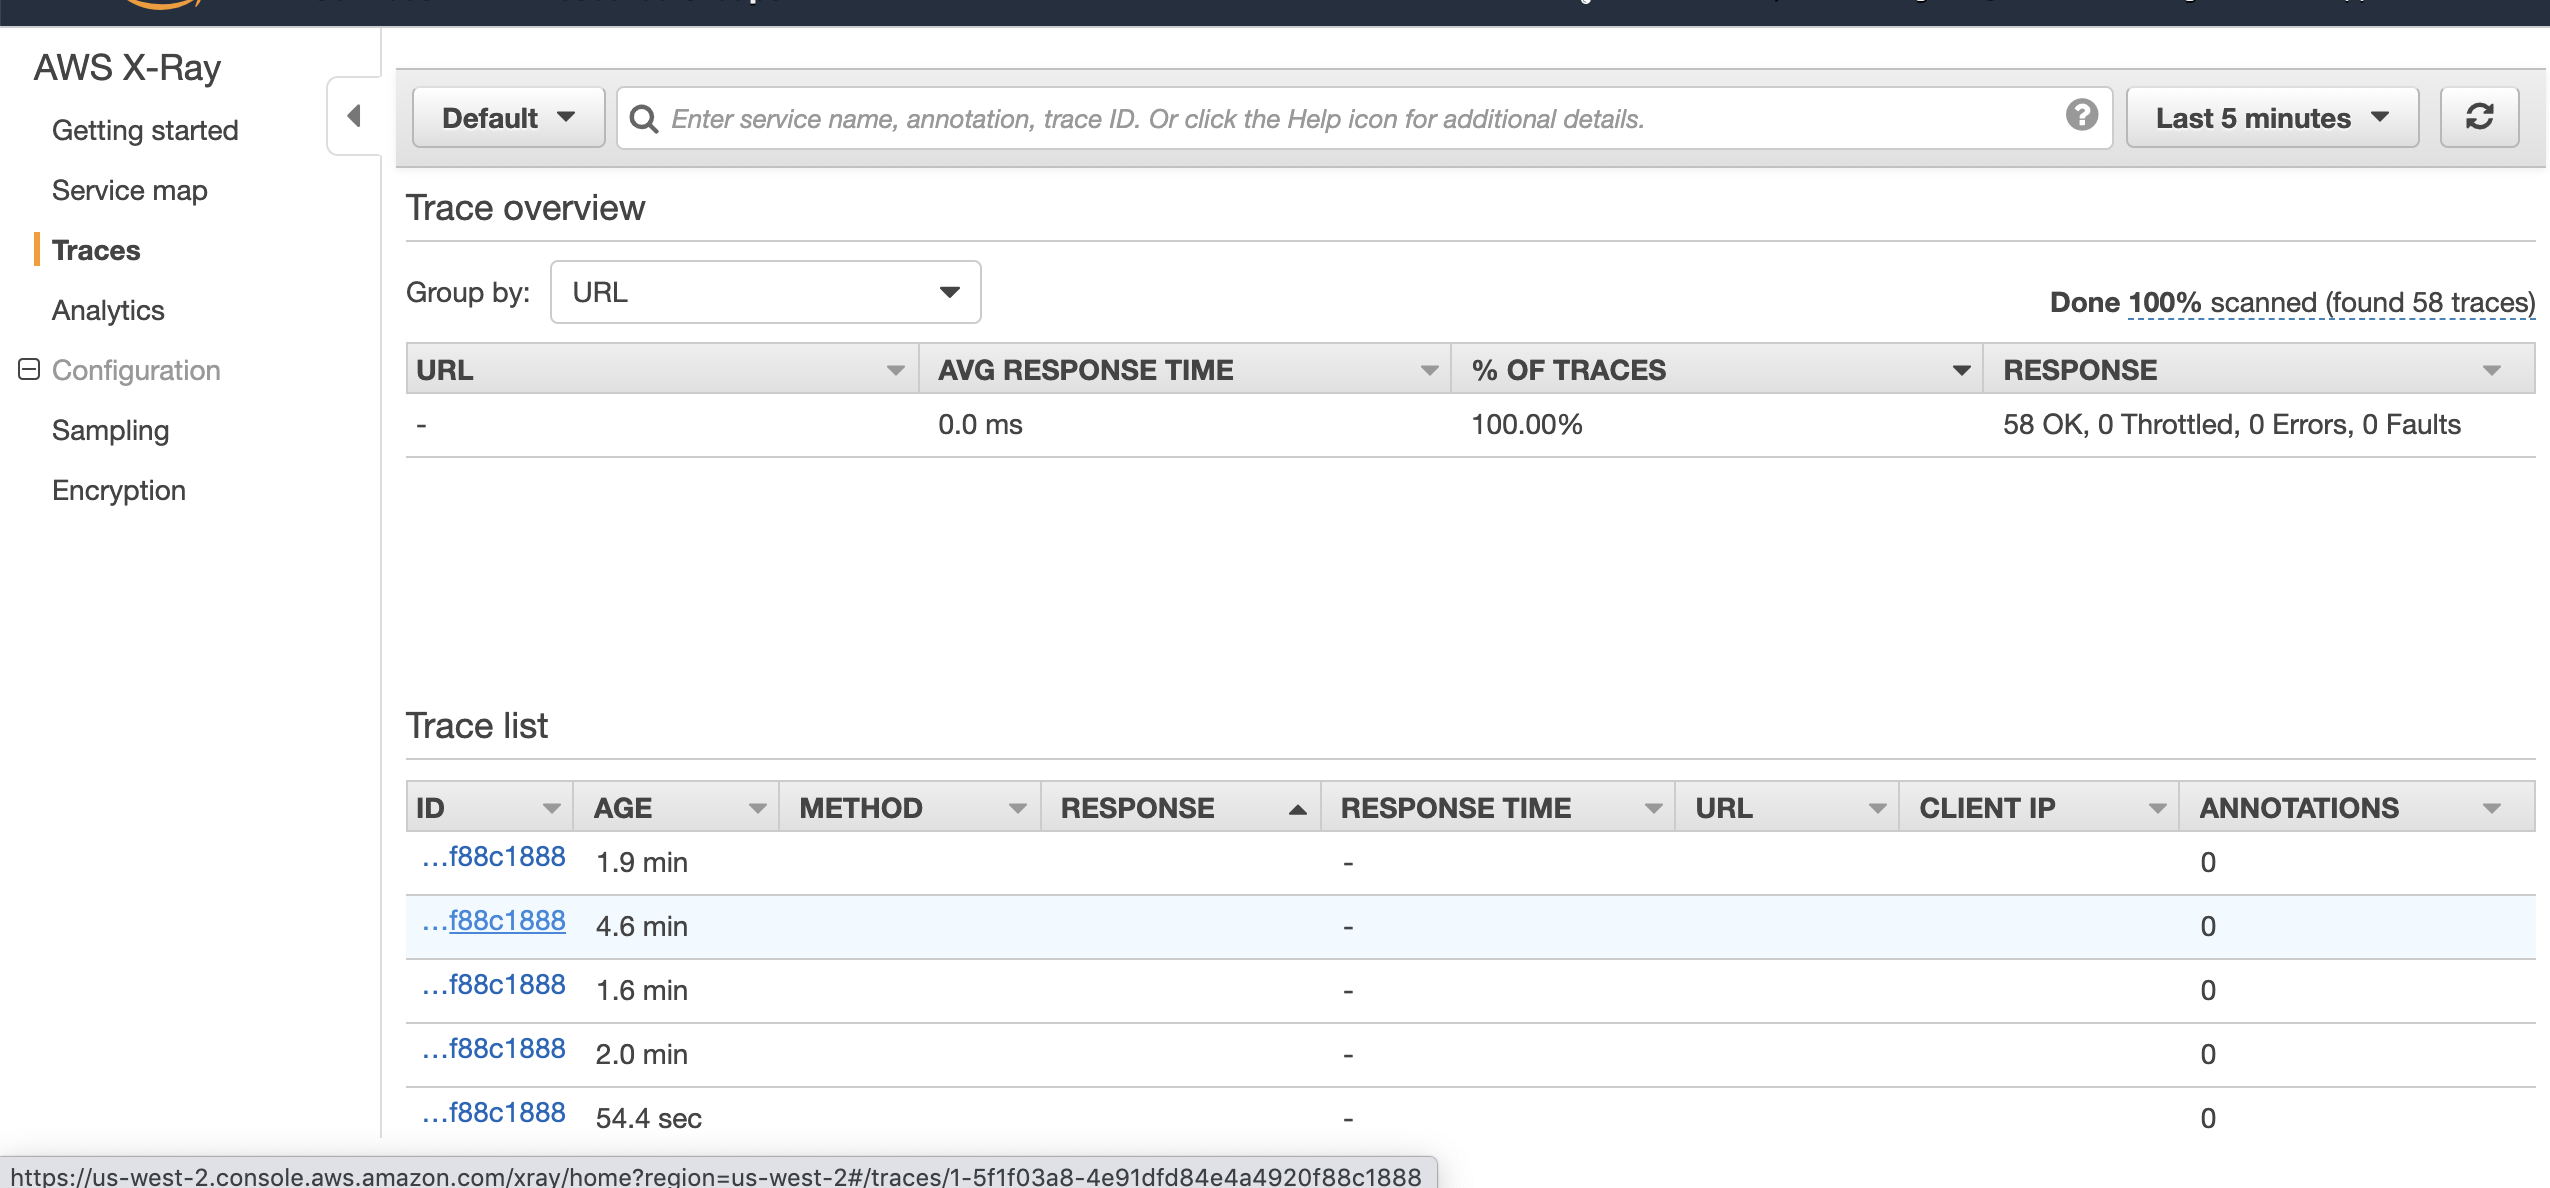 AWS X-Ray
Getting started
Service map
Traces
Analytics
Configuration
Sampling
Encryption
Default
Enter service name, annotation, trace ID. Or click the Help icon for additional details.
?
Last 5 minutes
Trace overview
Group by: URL
Done 100% scanned (found 58 traces)
URL AVG RESPONSE TIME % OF TRACES RESPONSE
- 0.0 ms 100.00% 58 OK, 0 Throttled, 0 Errors, 0 Faults
Trace list
ID AGE METHOD RESPONSE RESPONSE TIME URL CLIENT IP ANNOTATIONS
...f88c1888 1.9 min - 0
...f88c1888 4.6 min - 0
...f88c1888 1.6 min - 0
...f88c1888 2.0 min - 0
...f88c1888 54.4 sec - 0
https://us-west-2.console.aws.amazon.com/xray/home?region=us-west-2#/traces/1-5f1f03a8-4e91dfd84e4a4920f88c1888